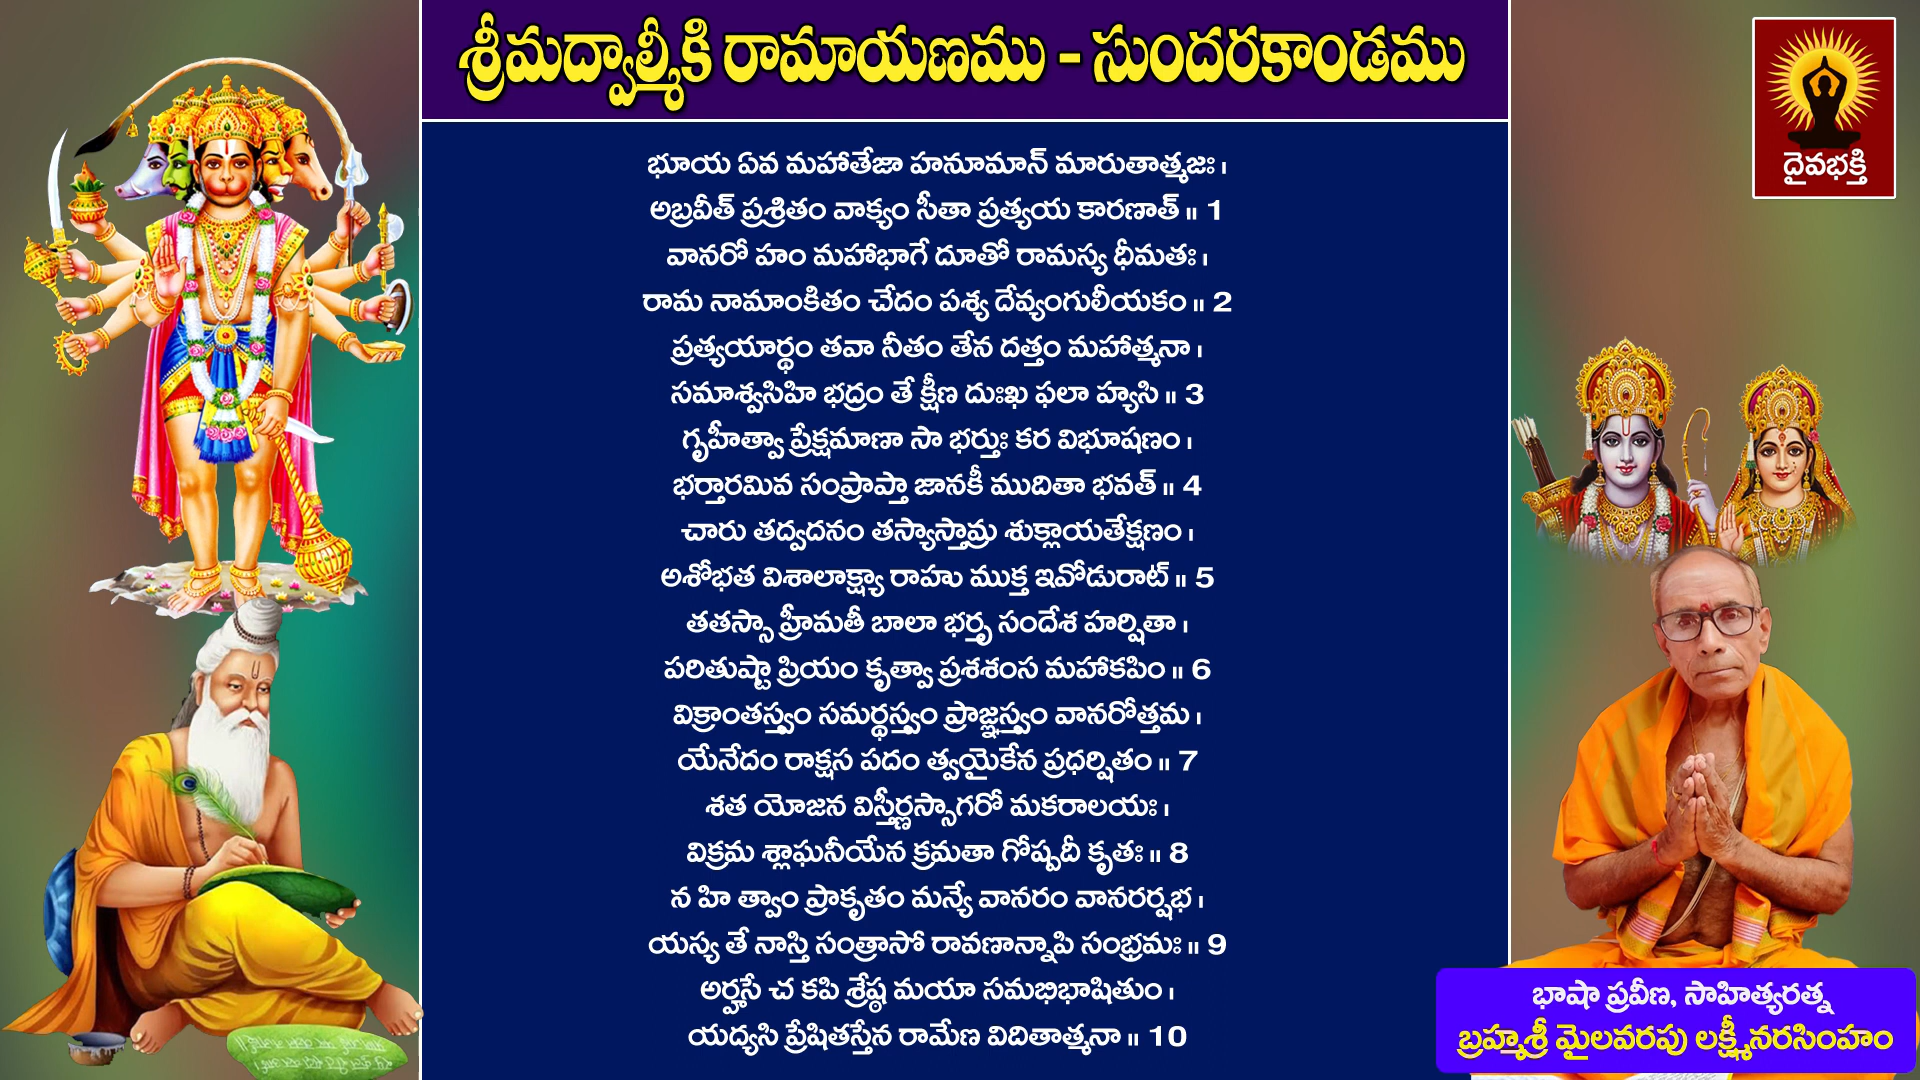 శ్రీమద్వాల్మీకి రామాయణము - సుందరకాండము
దైవభక్తి
భూయ ఏవ మహాతేజా హనూమాన్ మారుతాత్మజః ।
అబ్రవీత్ ప్రశ్రితం వాక్యం సీతా ప్రత్యయ కారణాత్ ॥ 1
వానరో హం మహాభాగే దూతో రామస్య ధీమతః ।
రామ నామాంకితం చేదం పశ్య దేవ్యంగులీయకం ॥ 2
ప్రత్యయార్థం తవా నీతం తేన దత్తం మహాత్మనా ।
సమాశ్వసిహి భద్రం తే క్షీణ దుఃఖ ఫలా హ్యసి ॥ 3
గృహీత్వా ప్రేక్షమాణా సా భర్తుః కర విభూషణం ।
భర్తారమివ సంప్రాప్తా జానకీ ముదితా భవత్ ॥ 4
చారు తద్వదనం తస్యాస్తామ్ర శుక్లాయతేక్షణం ।
అశోభత విశాలాక్ష్యా రాహు ముక్త ఇవోడురాట్ ॥ 5
తతస్సా హ్రీమతీ బాలా భర్తృ సందేశ హర్షితా ।
పరితుష్టా ప్రియం కృత్వా ప్రశశంస మహాకపిం ॥ 6
విక్రాంతస్త్వం సమర్థస్త్వం ప్రాజ్ఞస్త్వం వానరోత్తమ ।
యేనేదం రాక్షస పదం త్వయైకేన ప్రధర్షితం ॥ 7
శత యోజన విస్తీర్ణస్సాగరో మకరాలయః ।
విక్రమ శ్లాఘనీయేన క్రమతా గోష్పదీ కృతః ॥ 8
న హి త్వాం ప్రాకృతం మన్యే వానరం వానరర్షభ ।
యస్య తే నాస్తి సంత్రాసో రావణాన్నాపి సంభ్రమః ॥ 9
అర్హసే చ కపి శ్రేష్ఠ మయా సమభిభాషితుం ।
యద్యసి ప్రేషితస్తేన రామేణ విదితాత్మనా ॥ 10
భాషా ప్రవీణ, సాహిత్యరత్న
బ్రహ్మశ్రీ మైలవరపు లక్ష్మీనరసింహం